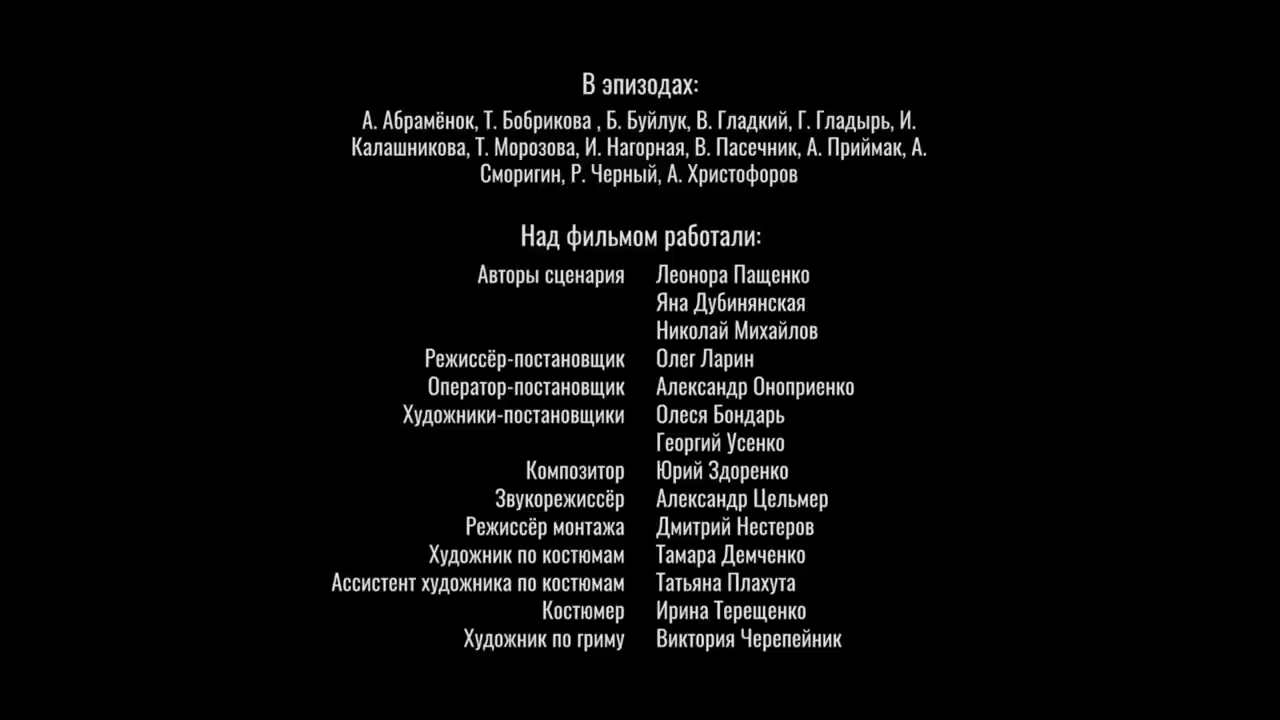 В эпизодах:
А. Абрамёнок, Т. Бобрикова , Б. Буйлук, В. Гладкий, Г. Гладырь, И.
Калашникова, Т. Морозова, И. Нагорная, В. Пасечник, А. Приймак, А.
Сморигин, Р. Черный, А. Христофоров
Над фильмом работали:
Авторы сценария Леонора Пащенко
Яна Дубинянская
Николай Михайлов
Режиссёр-постановщик Олег Ларин
Оператор-постановщик Александр Оноприенко
Художники-постановщики Олеся Бондарь
Георгий Усенко
Композитор Юрий Здоренко
Звукорежиссёр Александр Цельмер
Режиссёр монтажа Дмитрий Нестеров
Художник по костюмам Тамара Демченко
Ассистент художника по костюмам Татьяна Плахута
Костюмер Ирина Терещенко
Художник по гриму Виктория Черепейник